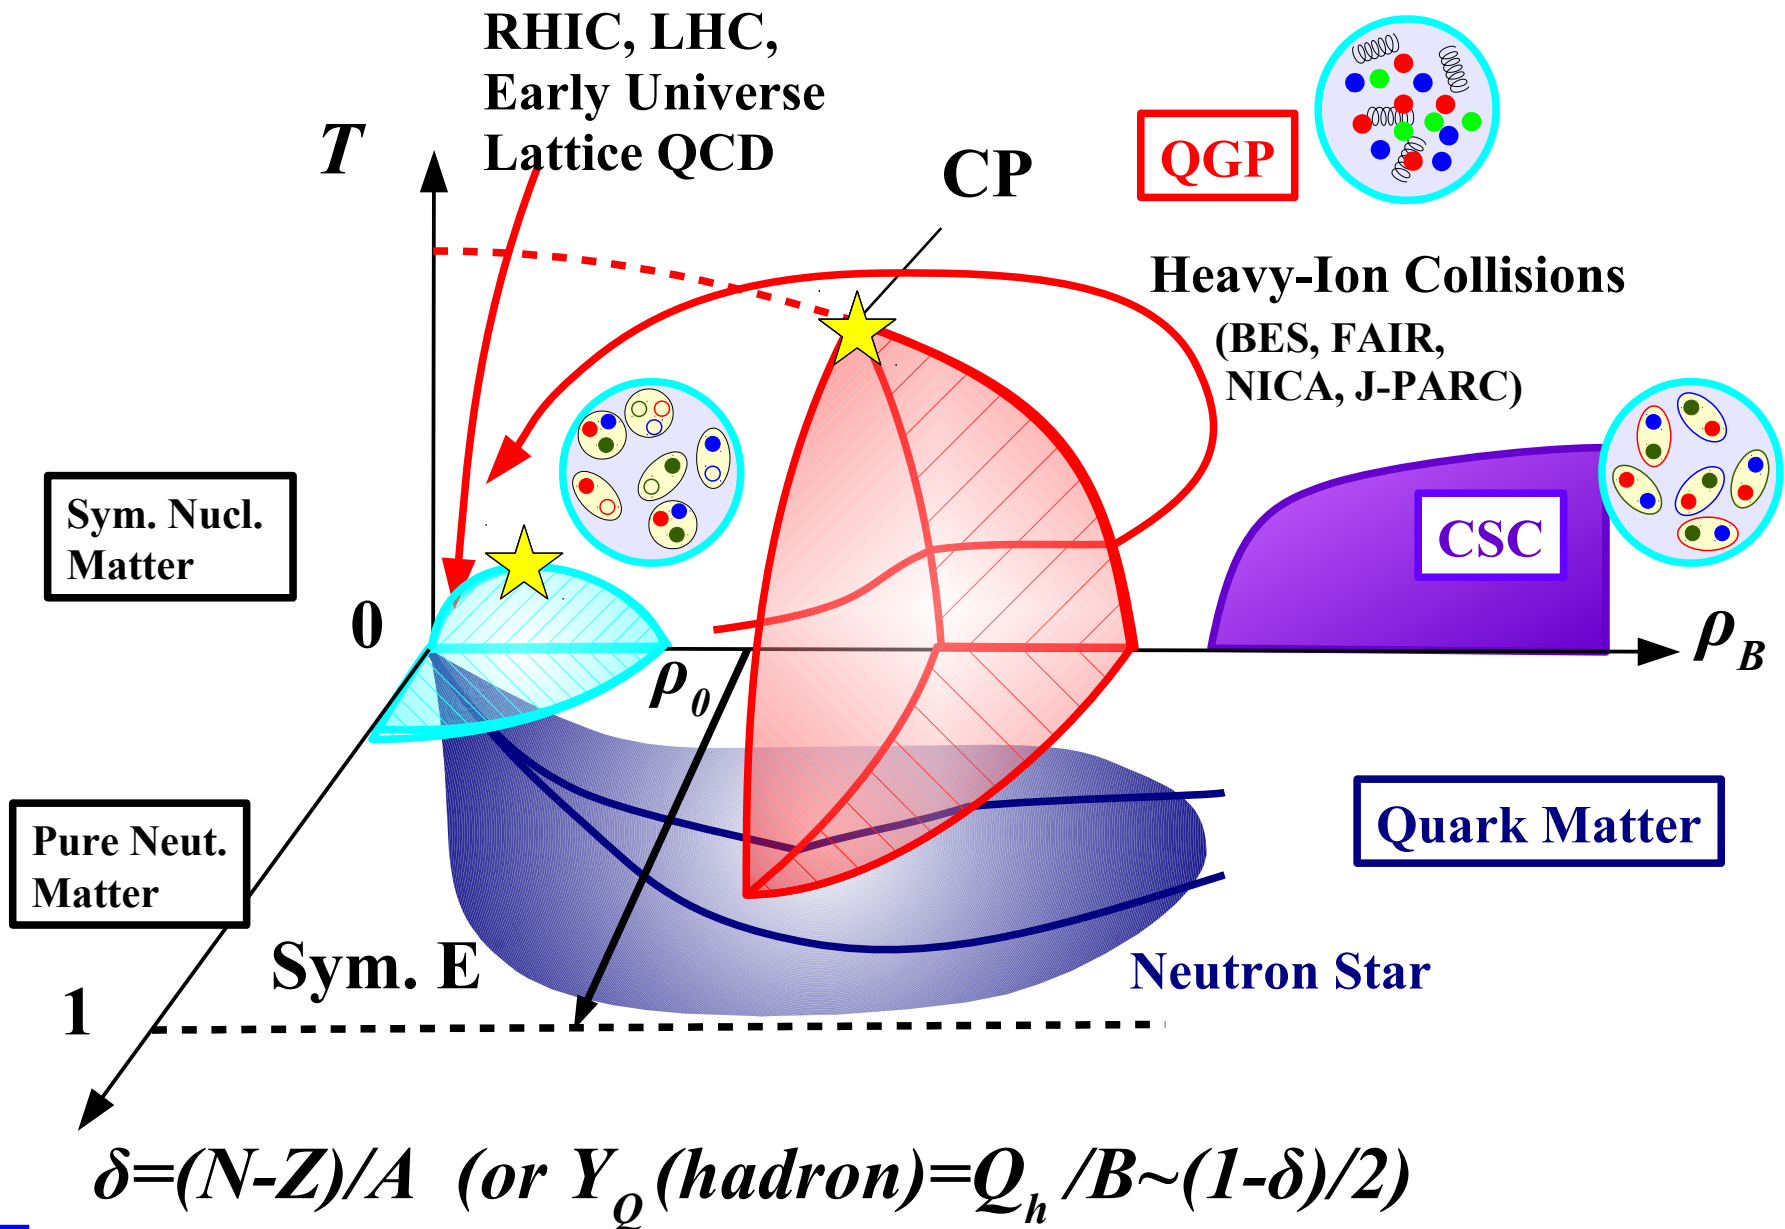 RHIC, LHC,
Early Universe
Lattice QCD
T
CP
QGP
Heavy-Ion Collisions
(BES, FAIR,
NICA, J-PARC)
Sym. Nucl.
Matter
CSC
0
ρ0
ρB
Pure Neut.
Matter
Quark Matter
Sym. E
Neutron Star
1
δ=(N-Z)/A (or YQ (hadron)=Qh /B~(1-δ)/2)